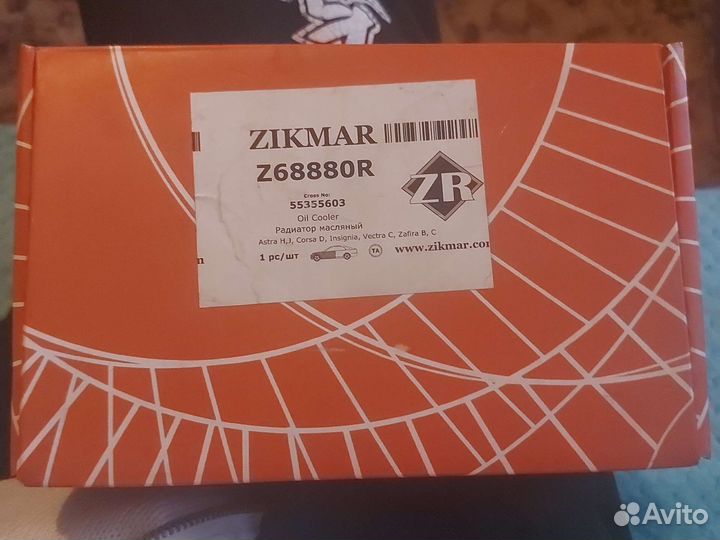 ZIKMAR
Z68880R
Cross No:
55355603
Oil Cooler
Радиатор масляный
Astra H,J, Corsa D, Insignia, Vectra C, Zafira B, C
1 pc/шт
TA
www.zikmar.com
ZR
Avito